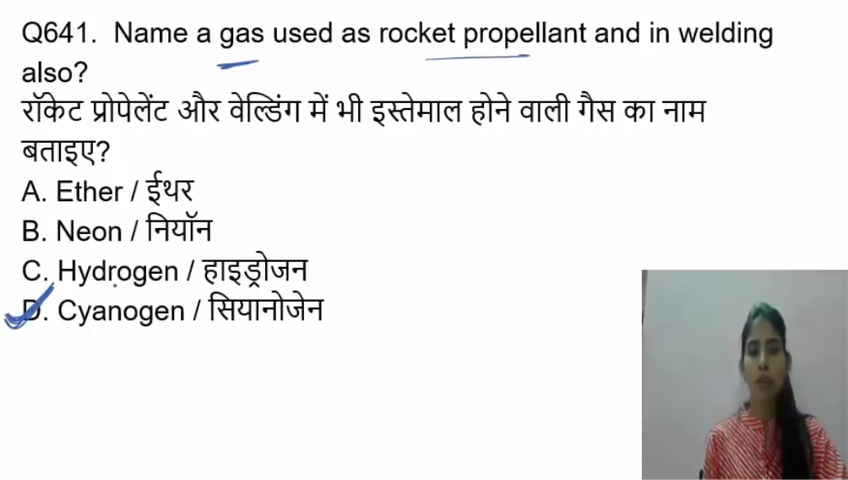 Q641. Name a gas used as rocket propellant and in welding
also?
रॉकेट प्रोपेलेंट और वेल्डिंग में भी इस्तेमाल होने वाली गैस का नाम
बताइए?
A. Ether / ईथर
B. Neon / नियॉन
C. Hydrogen / हाइड्रोजन
D. Cyanogen / सियानोजेन